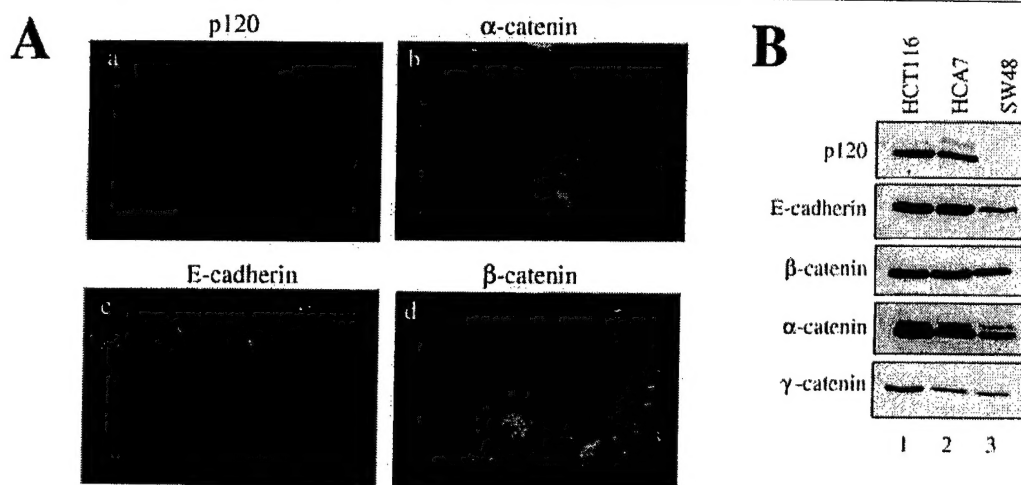 A
p120
α-catenin
a
b
E-cadherin
β-catenin
c
d
B
HCT116
HCA7
SW48
p120
E-cadherin
β-catenin
α-catenin
γ-catenin
1 2 3